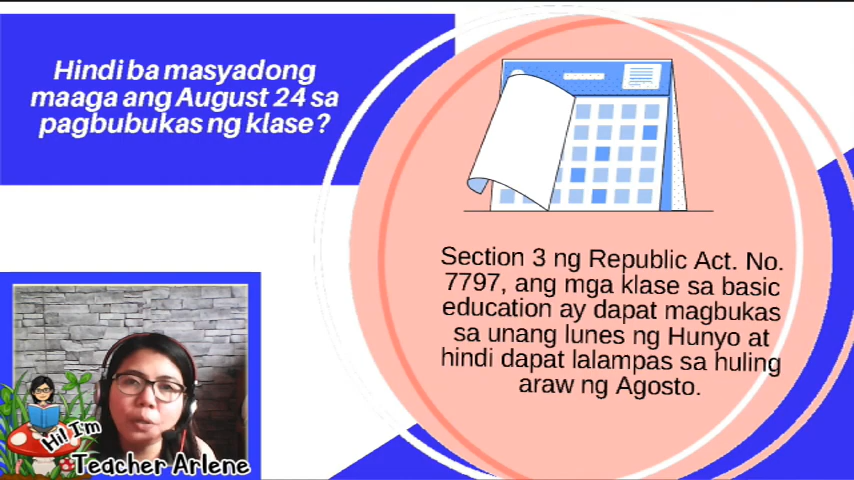 Hindi ba masyadong
maaga ang August 24 sa
pagbubukas ng klase?
Section 3 ng Republic Act. No.
7797, ang mga klase sa basic
education ay dapat magbukas
sa unang lunes ng Hunyo at
hindi dapat lalampas sa huling
araw ng Agosto.
Hi! I'm
Teacher Arlene